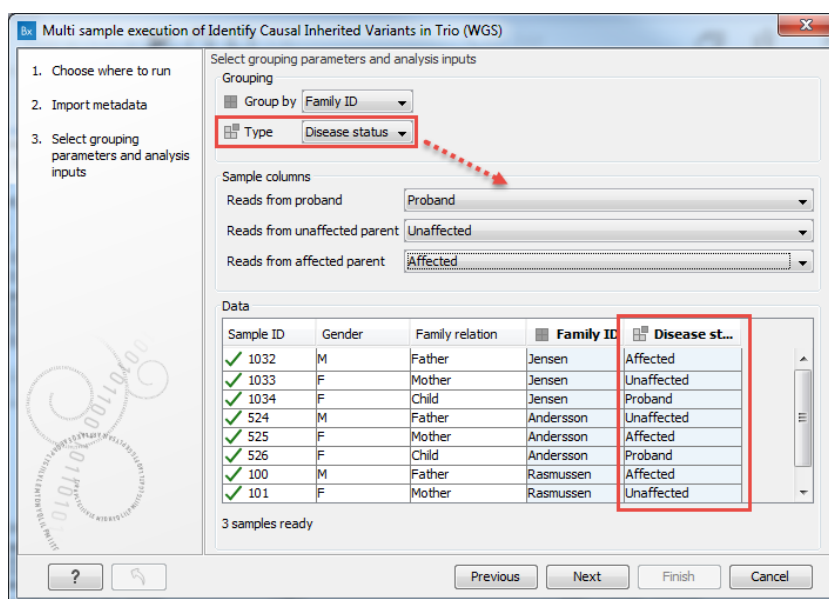 Bx Multi sample execution of Identify Causal Inherited Variants in Trio (WGS)
1. Choose where to run
2. Import metadata
3. Select grouping
parameters and analysis
inputs
Select grouping parameters and analysis inputs
Grouping
Group by Family ID
Type Disease status
Sample columns
Reads from proband Proband
Reads from unaffected parent Unaffected
Reads from affected parent Affected
Data
Sample ID Gender Family relation Family ID Disease st...
1032 M Father Jensen Affected
1033 F Mother Jensen Unaffected
1034 F Child Jensen Proband
524 M Father Andersson Unaffected
525 F Mother Andersson Affected
526 F Child Andersson Proband
100 M Father Rasmussen Affected
101 F Mother Rasmussen Unaffected
3 samples ready
? Previous Next Finish Cancel